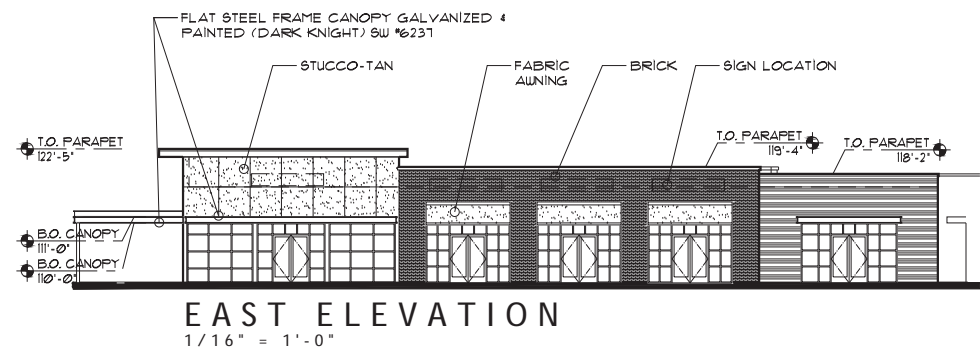 FLAT STEEL FRAME CANOPY GALVANIZED &
PAINTED (DARK KNIGHT) SW #6237
STUCCO-TAN
FABRIC
AWNING
BRICK
SIGN LOCATION
T.O. PARAPET
122'-5"
T.O. PARAPET
119'-4"
T.O. PARAPET
118'-2"
B.O. CANOPY
111'-0"
B.O. CANOPY
110'-0"
EAST ELEVATION
1/16" = 1'-0"